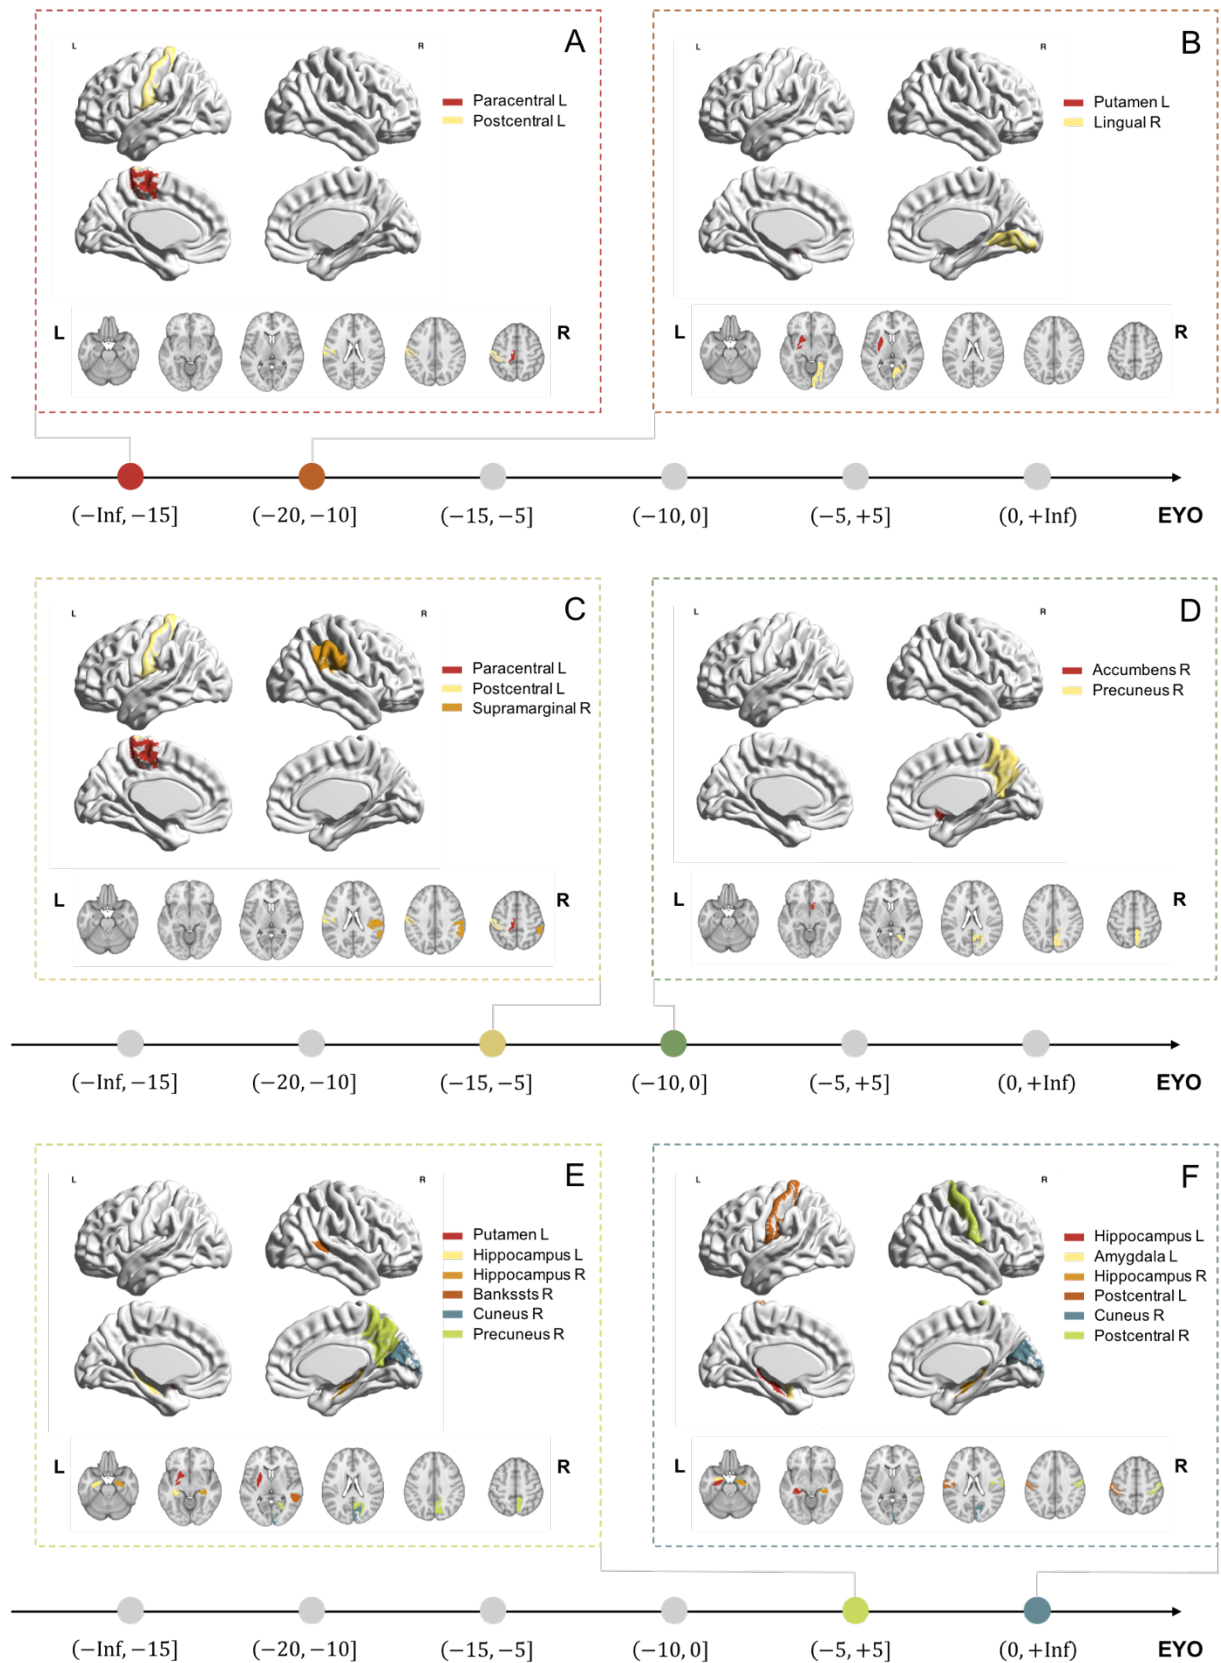 A
L
R
Paracentral L
Postcentral L
L
R
B
L
R
Putamen L
Lingual R
L
R
(−Inf, −15]
(−20, −10]
(−15, −5]
(−10, 0]
(−5, +5]
(0, +Inf)
EYO
C
L
R
Paracentral L
Postcentral L
Supramarginal R
L
R
D
L
R
Accumbens R
Precuneus R
L
R
(−Inf, −15]
(−20, −10]
(−15, −5]
(−10, 0]
(−5, +5]
(0, +Inf)
EYO
E
L
R
Putamen L
Hippocampus L
Hippocampus R
Bankssts R
Cuneus R
Precuneus R
L
R
F
L
R
Hippocampus L
Amygdala L
Hippocampus R
Postcentral L
Cuneus R
Postcentral R
L
R
(−Inf, −15]
(−20, −10]
(−15, −5]
(−10, 0]
(−5, +5]
(0, +Inf)
EYO